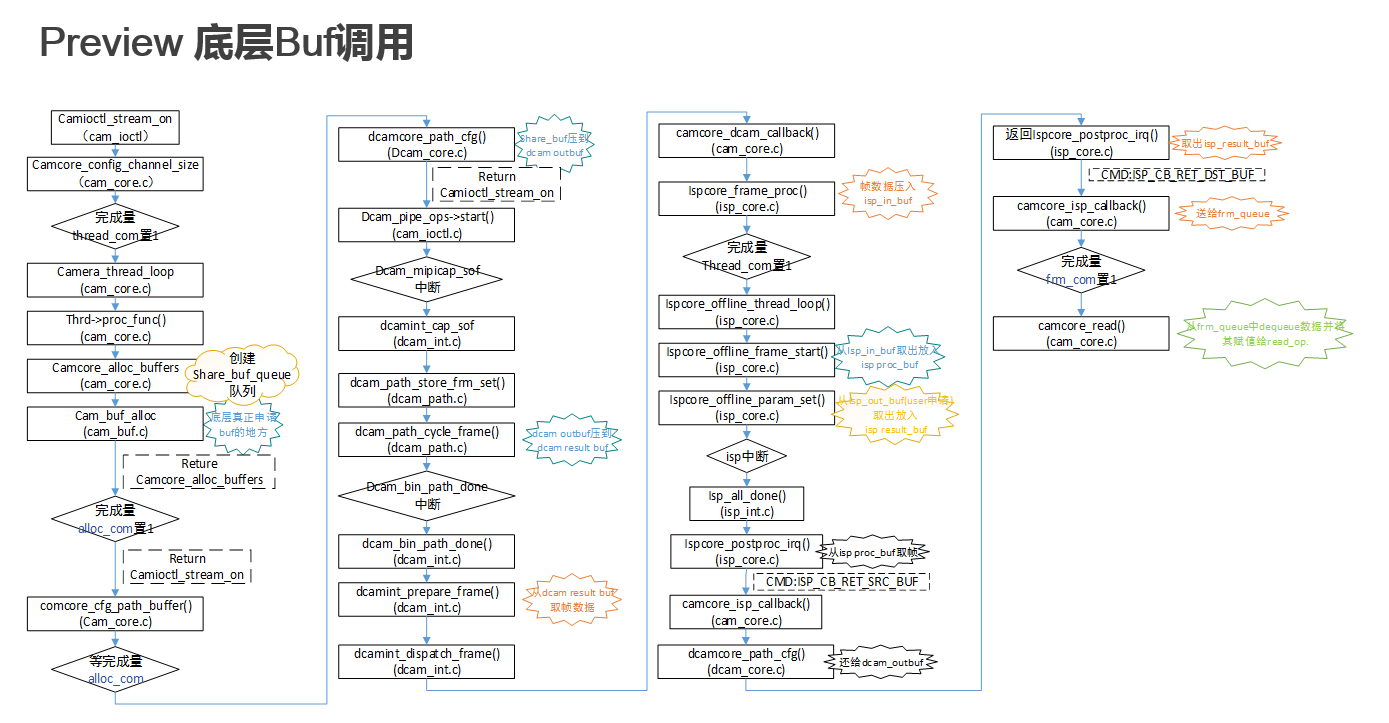 Preview 底层Buf调用
Camioctl_stream_on
（cam_ioctl）
Camcore_config_channel_size
（cam_core.c）
完成量
thread_com置1
Camera_thread_loop
(cam_core.c)
Thrd->proc_func()
(cam_core.c)
Camcore_alloc_buffers
(cam_core.c)
创建
Share_buf_queue
队列
Cam_buf_alloc
(cam_buf.c)
底层真正申请
buf的地方
Reture
Camcore_alloc_buffers
完成量
alloc_com置1
Return
Camioctl_stream_on
comcore_cfg_path_buffer()
(Cam_core.c)
等完成量
alloc_com
dcamcore_path_cfg()
(Dcam_core.c)
Share_buf压到
dcam outbuf
Return
Camioctl_stream_on
Dcam_pipe_ops->start()
(cam_ioctl.c)
Dcam_mipicap_sof
中断
dcamint_cap_sof
(dcam_int.c)
dcam_path_store_frm_set()
(dcam_path.c)
dcam_path_cycle_frame()
(dcam_path.c)
dcam outbuf压到
dcam result buf
Dcam_bin_path_done
中断
dcam_bin_path_done()
(dcam_int.c)
dcamint_prepare_frame()
(dcam_int.c)
从dcam result buf
取帧数据
dcamint_dispatch_frame()
(dcam_int.c)
camcore_dcam_callback()
(cam_core.c)
Ispcore_frame_proc()
(isp_core.c)
帧数据压入
isp_in_buf
完成量
Thread_com置1
Ispcore_offline_thread_loop()
(isp_core.c)
Ispcore_offline_frame_start()
(isp_core.c)
从Isp_in_buf取出放入
isp proc_buf
Ispcore_offline_param_set()
(isp_core.c)
从Isp_out_buf(user申请)
取出放入
isp result_buf
isp中断
Isp_all_done()
(isp_int.c)
Ispcore_postproc_irq()
(isp_core.c)
从isp proc_buf取帧
CMD:ISP_CB_RET_SRC_BUF
camcore_isp_callback()
(cam_core.c)
dcamcore_path_cfg()
(dcam_core.c)
还给dcam_outbuf
返回Ispcore_postproc_irq()
(isp_core.c)
取出isp_result_buf
CMD:ISP_CB_RET_DST_BUF
camcore_isp_callback()
(cam_core.c)
送给frm_queue
完成量
frm_com置1
camcore_read()
(cam_core.c)
从frm_queue中dequeue数据并将
其赋值给read_op.